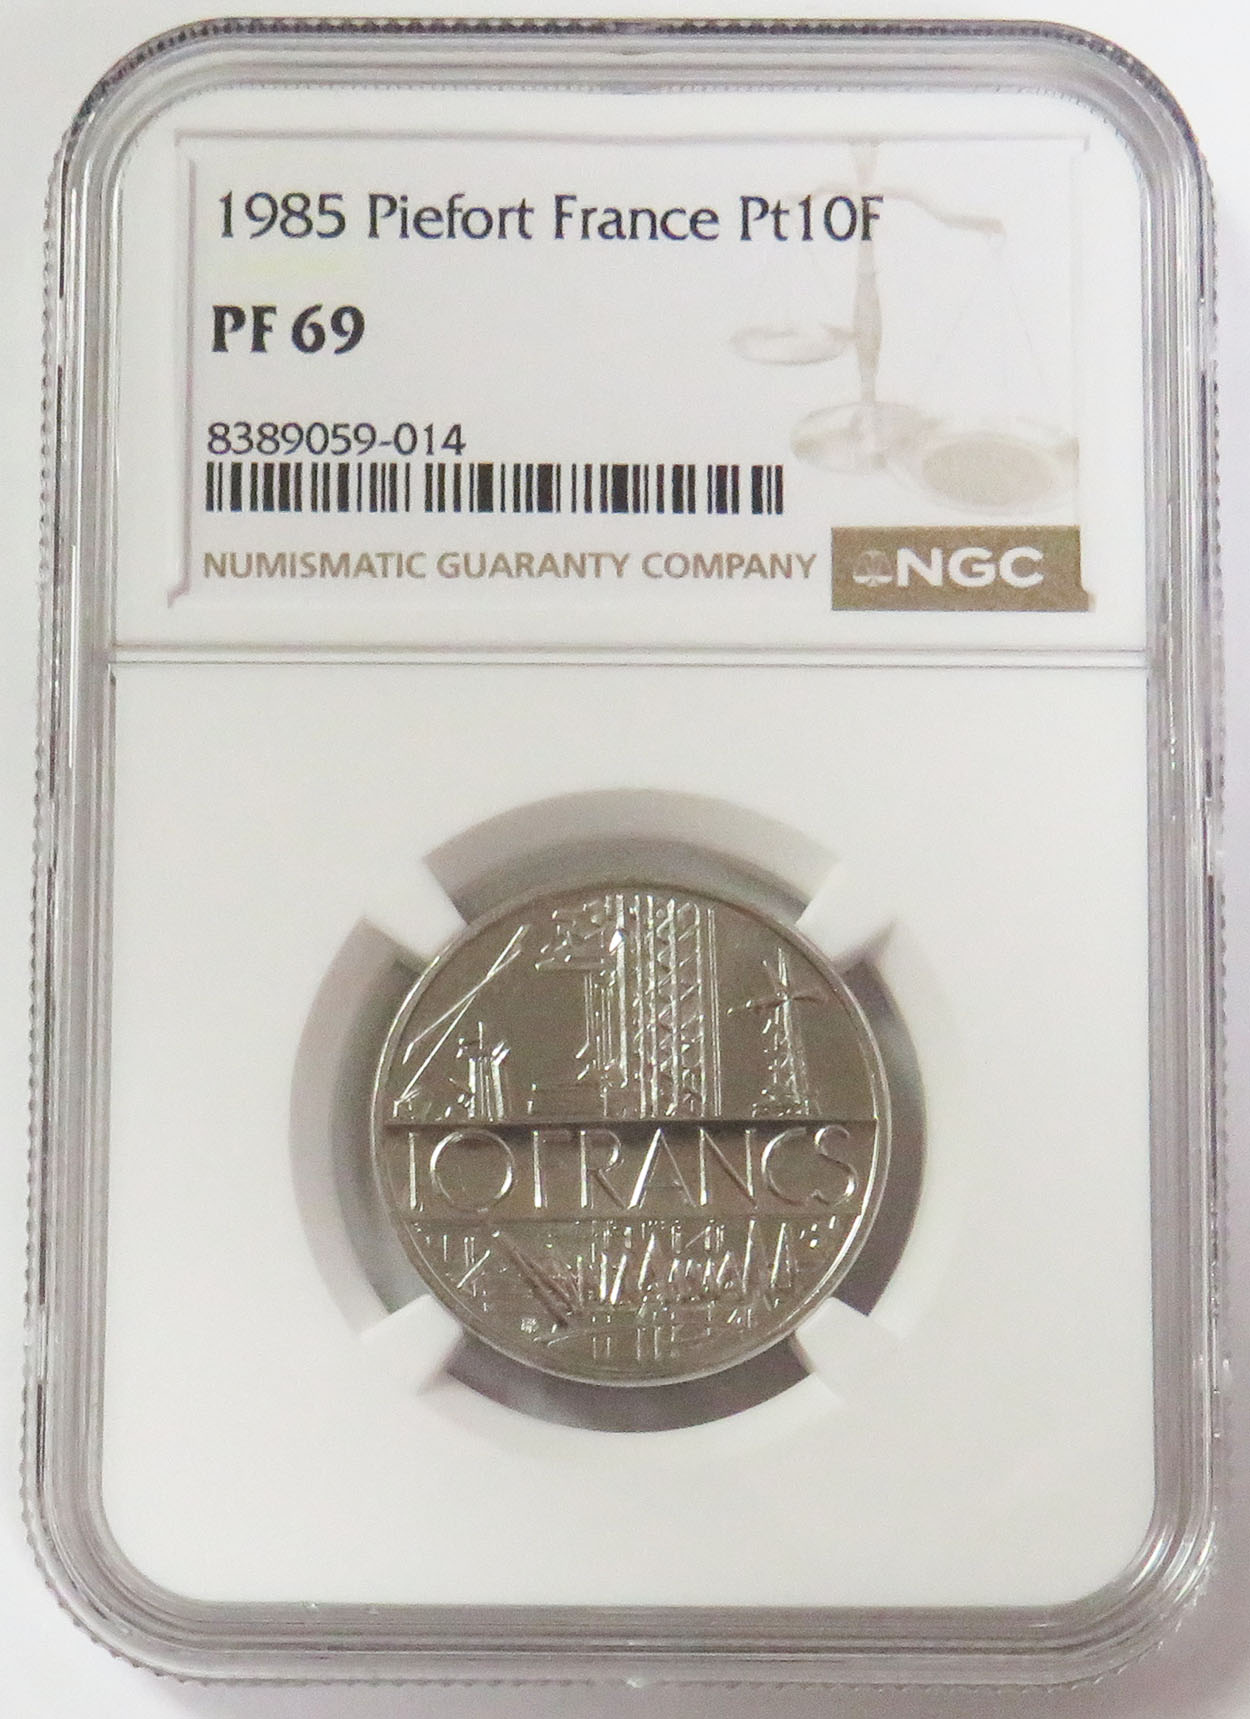 1985 Piefort France Pt10F
PF 69
8389059-014
NUMISMATIC GUARANTY COMPANY NGC
10 FRANCS